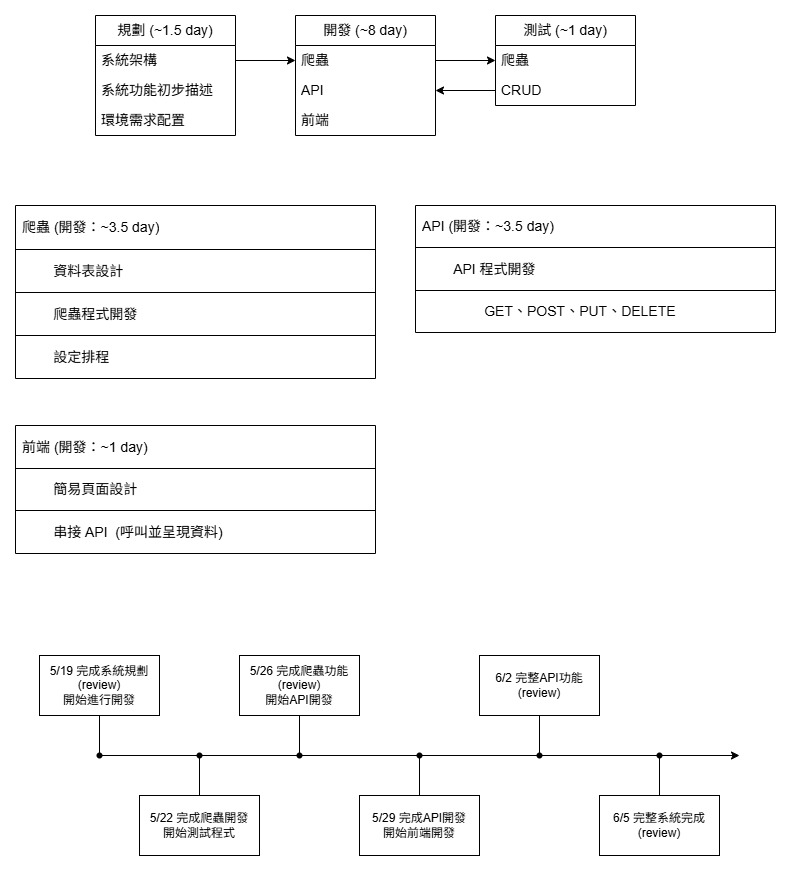 規劃 (~1.5 day)
系統架構
系統功能初步描述
環境需求配置
開發 (~8 day)
爬蟲
API
前端
測試 (~1 day)
爬蟲
CRUD
爬蟲 (開發：~3.5 day)
資料表設計
爬蟲程式開發
設定排程
API (開發：~3.5 day)
API 程式開發
GET、POST、PUT、DELETE
前端 (開發：~1 day)
簡易頁面設計
串接 API (呼叫並呈現資料)
5/19 完成系統規劃
(review)
開始進行開發
5/22 完成爬蟲開發
開始測試程式
5/26 完成爬蟲功能
(review)
開始API開發
5/29 完成API開發
開始前端開發
6/2 完整API功能
(review)
6/5 完整系統完成
(review)